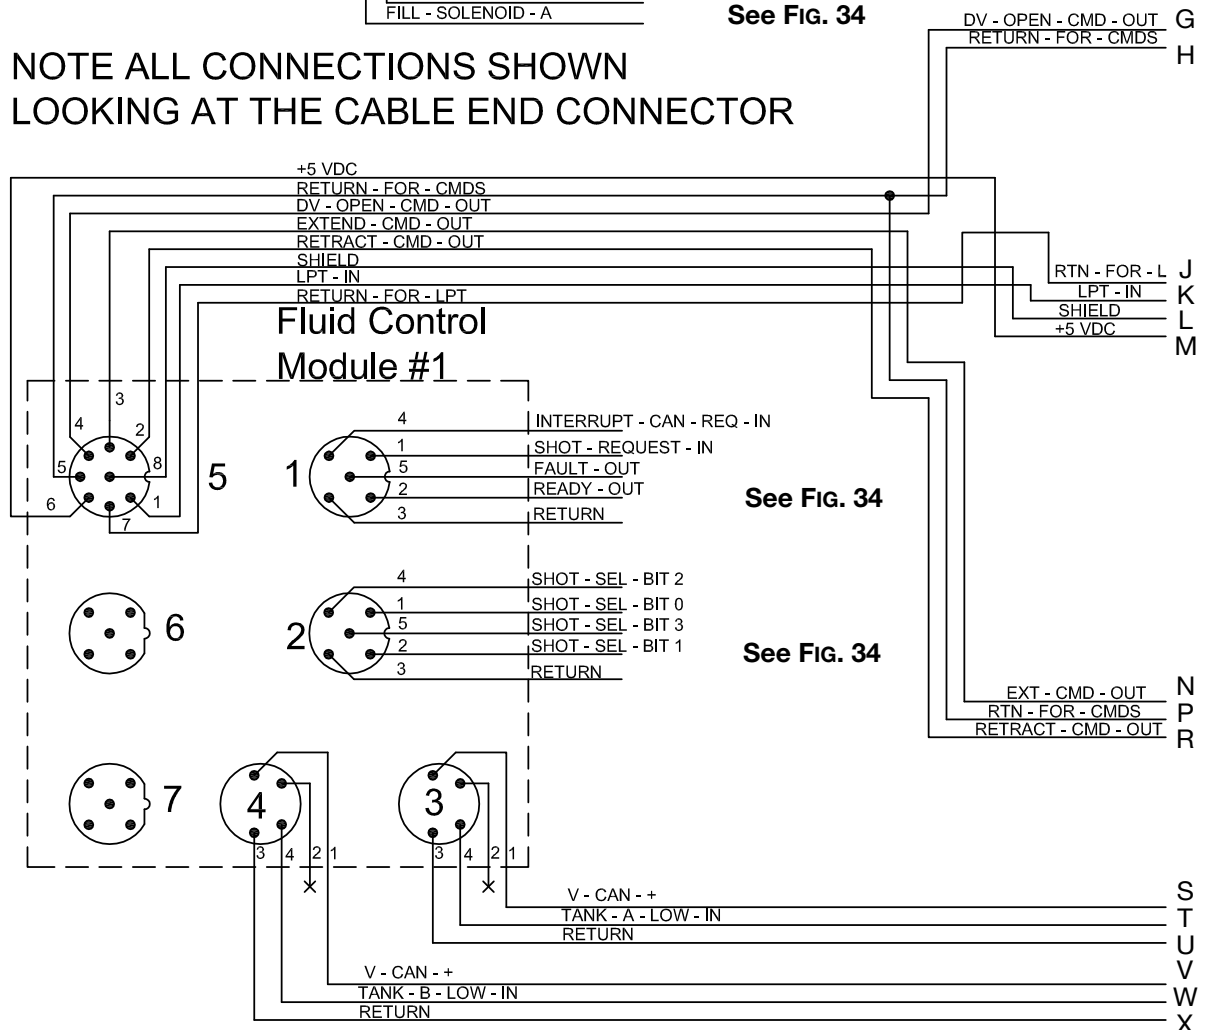 FILL - SOLENOID - A
See FIG. 34
DV - OPEN - CMD - OUT G
RETURN - FOR - CMDS H
NOTE ALL CONNECTIONS SHOWN
LOOKING AT THE CABLE END CONNECTOR
+5 VDC
RETURN - FOR - CMDS
DV - OPEN - CMD - OUT
EXTEND - CMD - OUT
RETRACT - CMD - OUT
SHIELD
LPT - IN
RETURN - FOR - LPT
RTN - FOR - L J
LPT - IN K
SHIELD L
+5 VDC M
Fluid Control
Module #1
3
4 2
5 8
6 1
7
5
1
4 INTERRUPT - CAN - REQ - IN
1 SHOT - REQUEST - IN
5 FAULT - OUT
2 READY - OUT
3 RETURN
See FIG. 34
6
2
4 SHOT - SEL - BIT 2
1 SHOT - SEL - BIT 0
5 SHOT - SEL - BIT 3
2 SHOT - SEL - BIT 1
3 RETURN
See FIG. 34
EXT - CMD - OUT N
RTN - FOR - CMDS P
RETRACT - CMD - OUT R
7
4
3
3 4 2 1
3 4 2 1
V - CAN - + S
TANK - A - LOW - IN T
RETURN U
V - CAN - + V
TANK - B - LOW - IN W
RETURN X